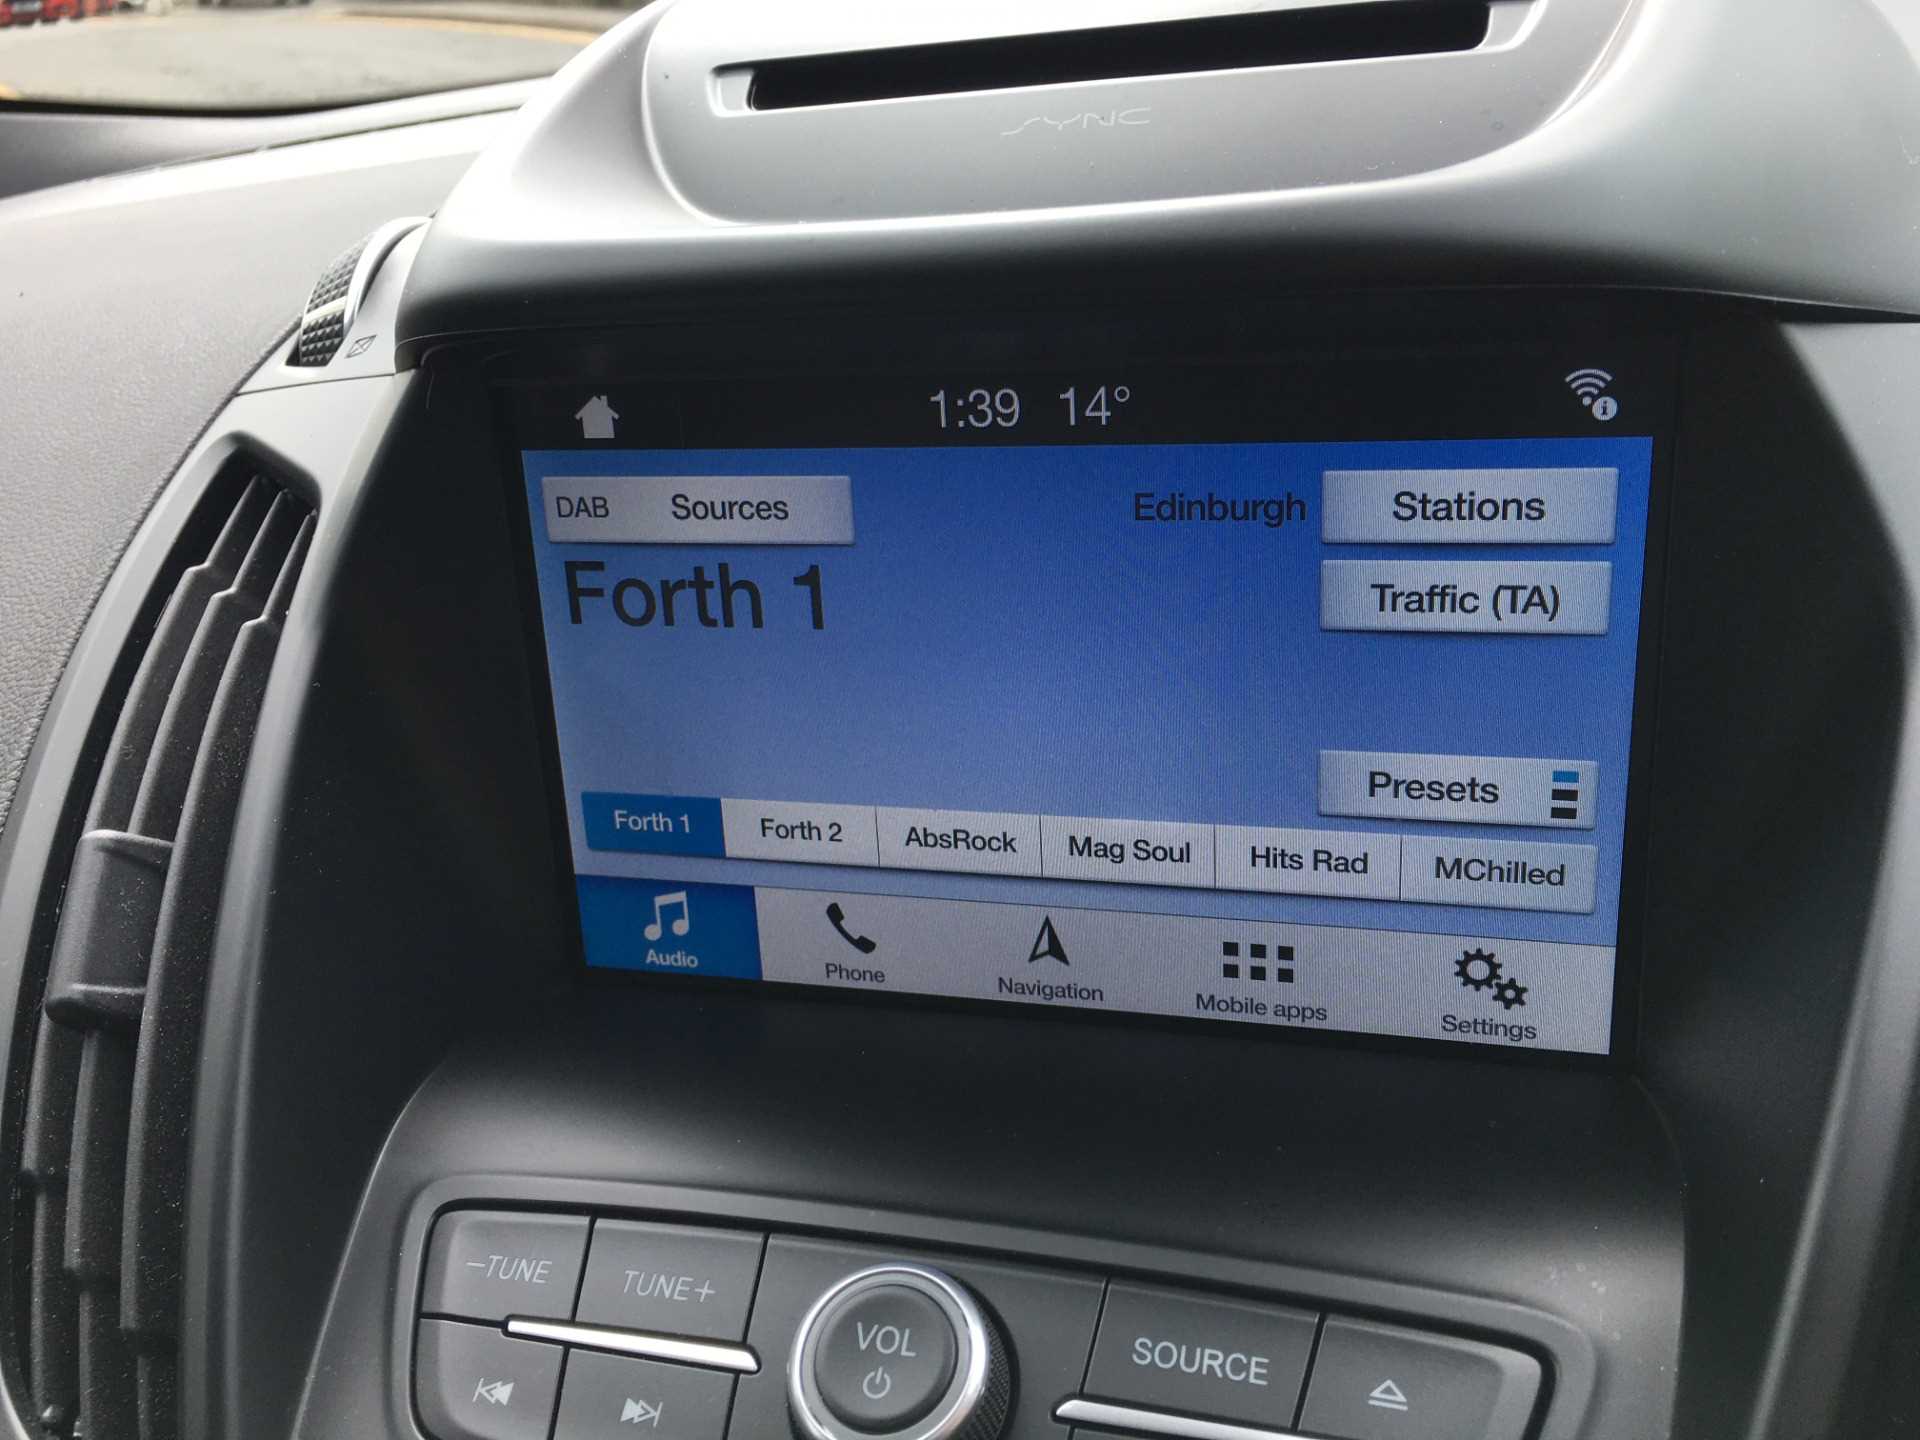 SYNC
1:39 14°
DAB Sources
Edinburgh Stations
Forth 1
Traffic (TA)
Presets
Forth 1 Forth 2 AbsRock Mag Soul Hits Rad MChilled
Audio Phone Navigation Mobile apps Settings
−TUNE TUNE+
VOL
SOURCE